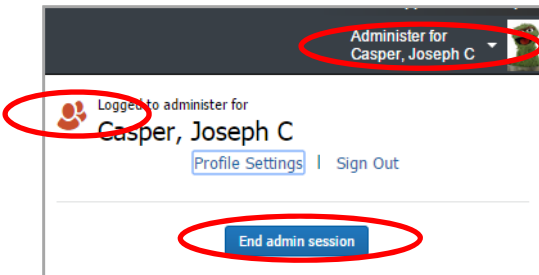 Administer for
Casper, Joseph C
Logged to administer for
Casper, Joseph C
Profile Settings | Sign Out
End admin session